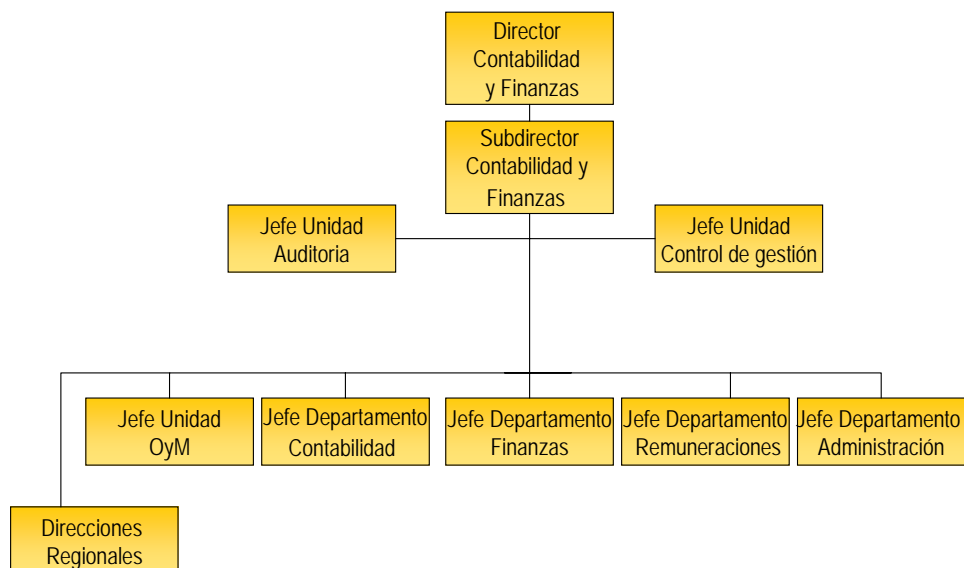 Director
Contabilidad
y Finanzas
Subdirector
Contabilidad y
Finanzas
Jefe Unidad
Auditoria
Jefe Unidad
Control de gestión
Jefe Unidad
OyM
Jefe Departamento
Contabilidad
Jefe Departamento
Finanzas
Jefe Departamento
Remuneraciones
Jefe Departamento
Administración
Direcciones
Regionales